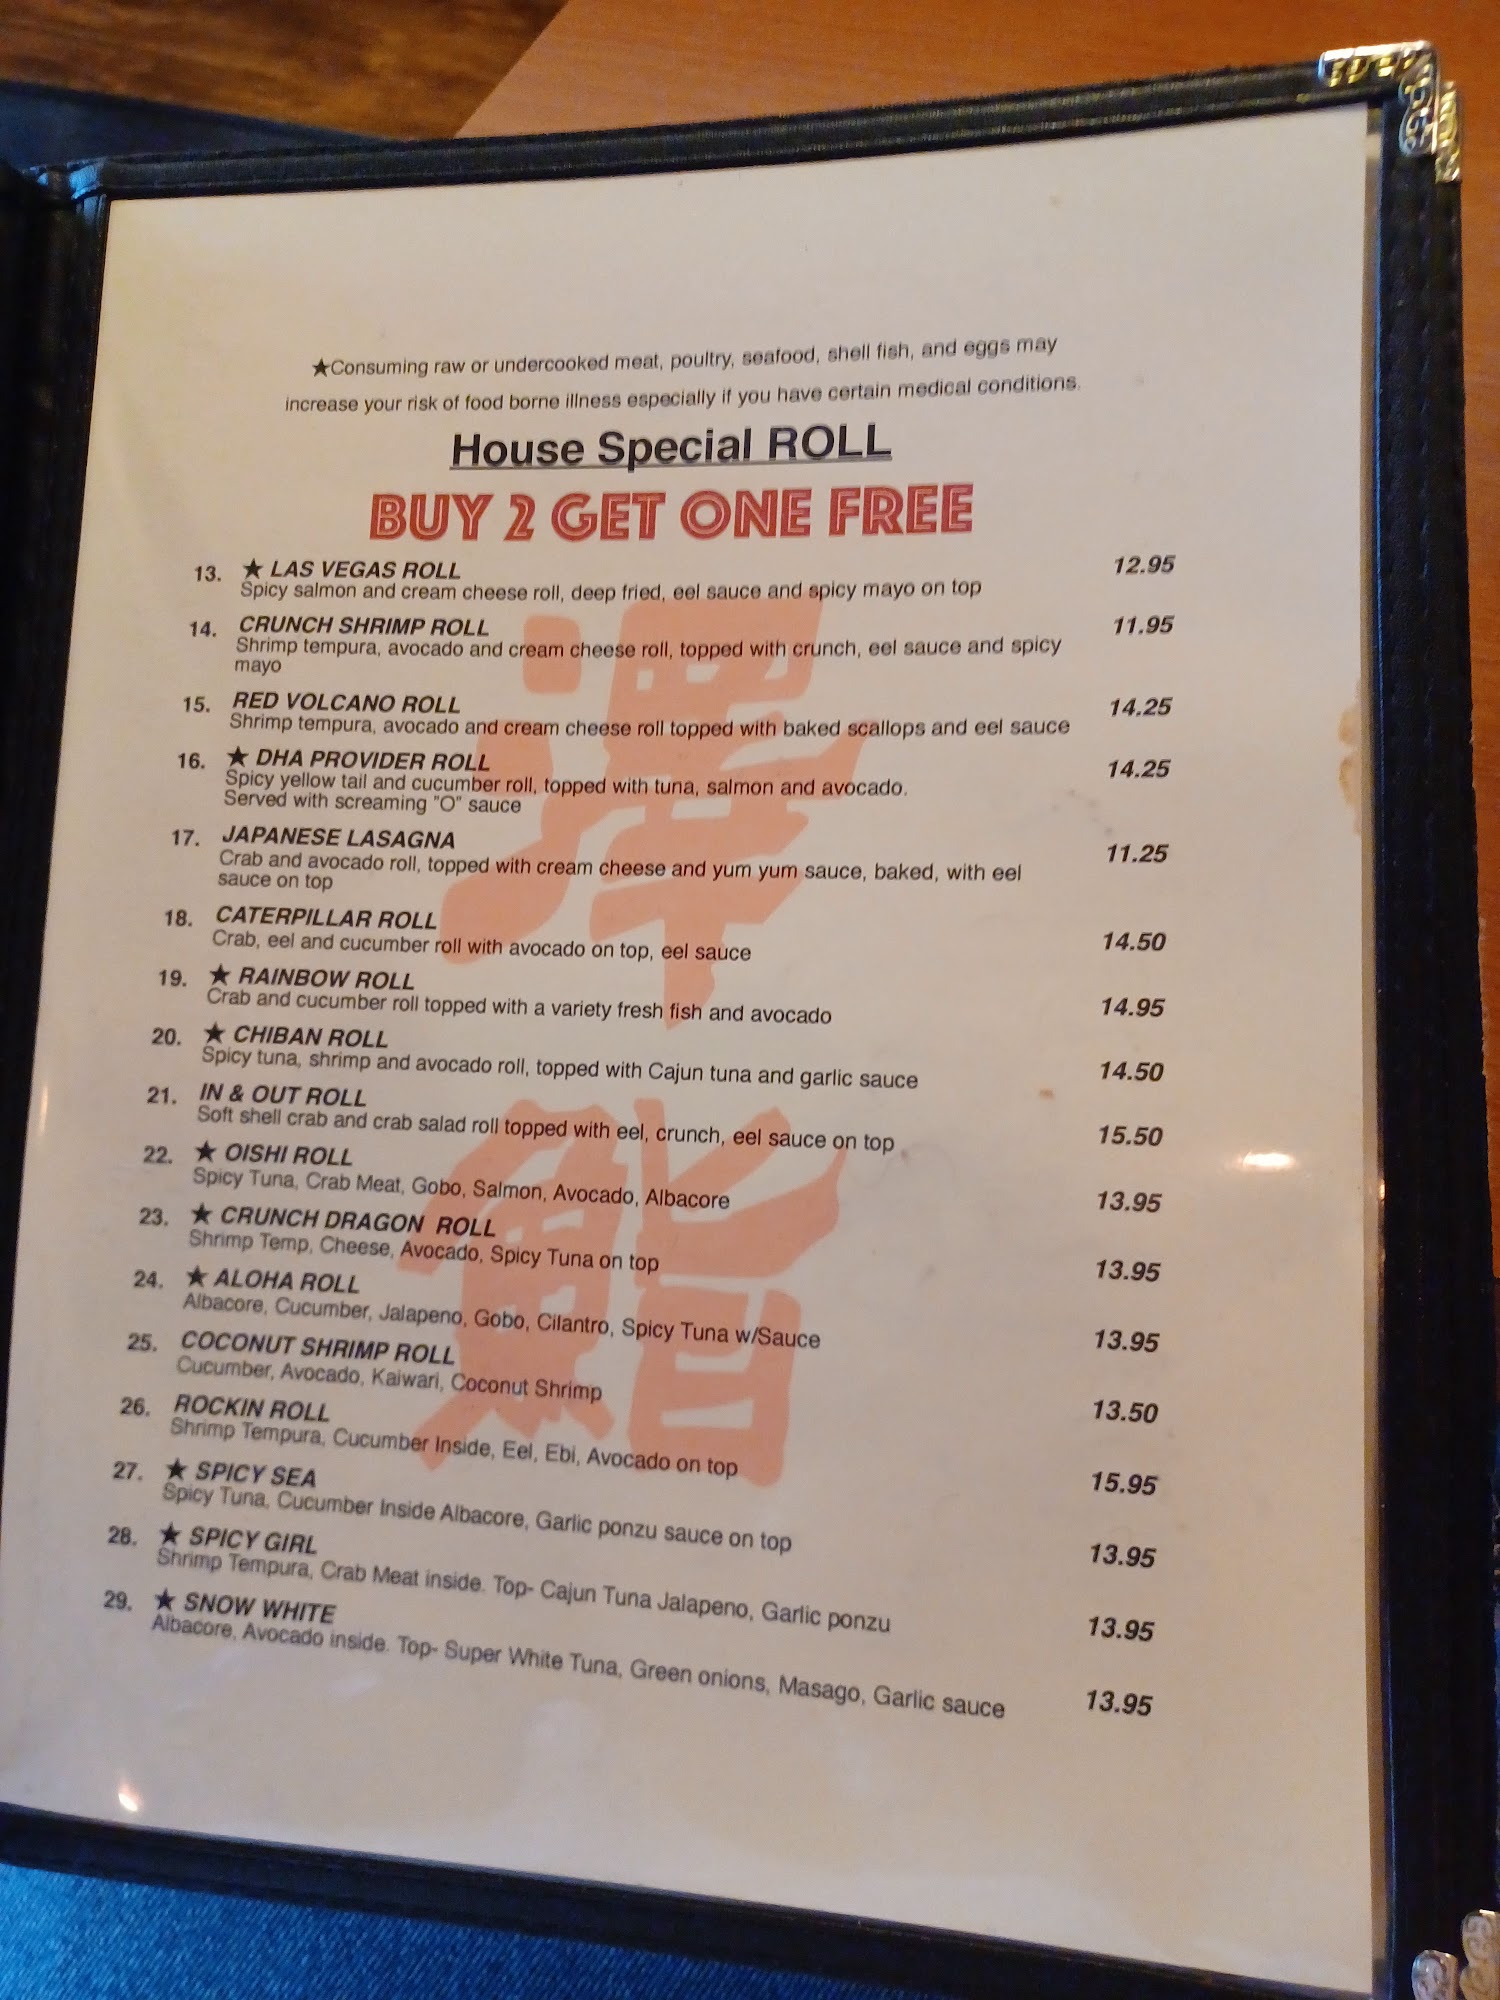 ★Consuming raw or undercooked meat, poultry, seafood, shell fish, and eggs may
increase your risk of food borne illness especially if you have certain medical conditions.
House Special ROLL
BUY 2 GET ONE FREE
13. ★ LAS VEGAS ROLL 12.95
Spicy salmon and cream cheese roll, deep fried, eel sauce and spicy mayo on top
14. CRUNCH SHRIMP ROLL 11.95
Shrimp tempura, avocado and cream cheese roll, topped with crunch, eel sauce and spicy
mayo
15. RED VOLCANO ROLL 14.25
Shrimp tempura, avocado and cream cheese roll topped with baked scallops and eel sauce
16. ★ DHA PROVIDER ROLL 14.25
Spicy yellow tail and cucumber roll, topped with tuna, salmon and avocado.
Served with screaming "O" sauce
17. JAPANESE LASAGNA 11.25
Crab and avocado roll, topped with cream cheese and yum yum sauce, baked, with eel
sauce on top
18. CATERPILLAR ROLL 14.50
Crab, eel and cucumber roll with avocado on top, eel sauce
19. ★ RAINBOW ROLL 14.95
Crab and cucumber roll topped with a variety fresh fish and avocado
20. ★ CHIBAN ROLL 14.50
Spicy tuna, shrimp and avocado roll, topped with Cajun tuna and garlic sauce
21. IN & OUT ROLL 15.50
Soft shell crab and crab salad roll topped with eel, crunch, eel sauce on top
22. ★ OISHI ROLL 13.95
Spicy Tuna, Crab Meat, Gobo, Salmon, Avocado, Albacore
23. ★ CRUNCH DRAGON ROLL 13.95
Shrimp Temp, Cheese, Avocado, Spicy Tuna on top
24. ★ ALOHA ROLL 13.95
Albacore, Cucumber, Jalapeno, Gobo, Cilantro, Spicy Tuna w/Sauce
25. COCONUT SHRIMP ROLL 13.50
Cucumber, Avocado, Kaiwari, Coconut Shrimp
26. ROCKIN ROLL 15.95
Shrimp Tempura, Cucumber Inside, Eel, Ebi, Avocado on top
27. ★ SPICY SEA 13.95
Spicy Tuna, Cucumber Inside Albacore, Garlic ponzu sauce on top
28. ★ SPICY GIRL 13.95
Shrimp Tempura, Crab Meat inside. Top- Cajun Tuna Jalapeno, Garlic ponzu
29. ★ SNOW WHITE 13.95
Albacore, Avocado inside. Top- Super White Tuna, Green onions, Masago, Garlic sauce
澤
鮨